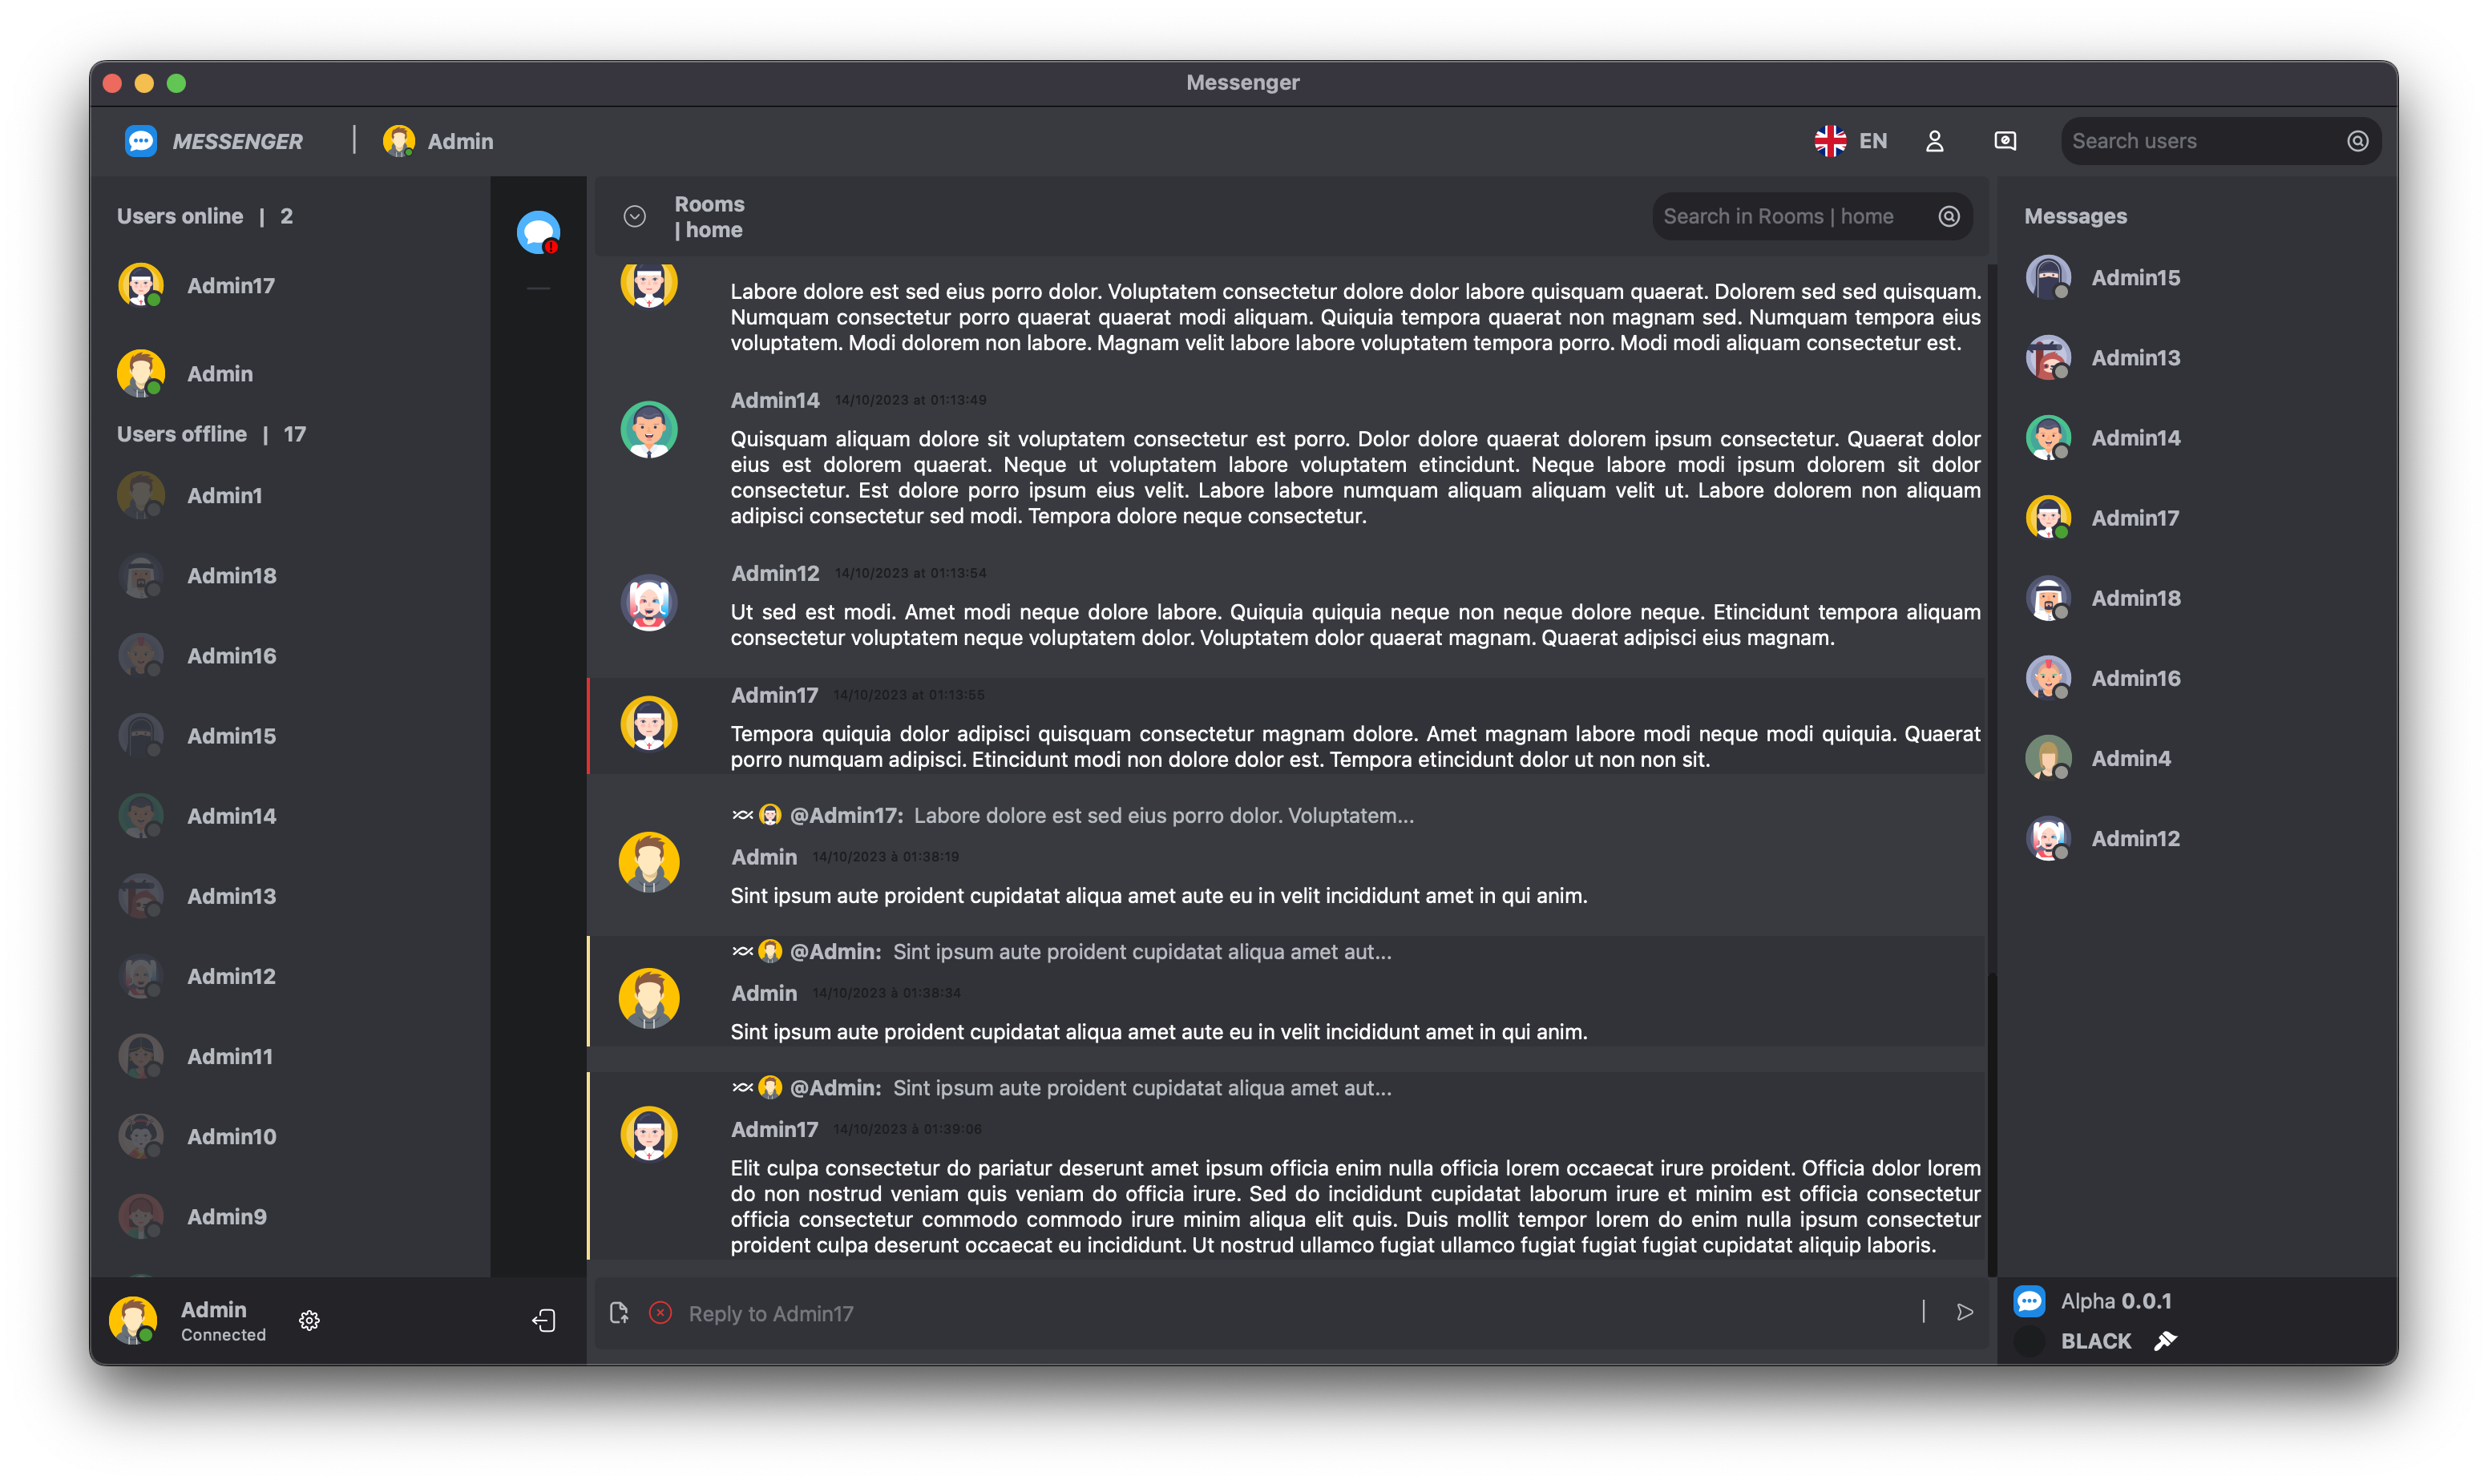 Messenger
MESSENGER | Admin
EN
Search users
Users online | 2
Admin17
Admin
Users offline | 17
Admin1
Admin18
Admin16
Admin15
Admin14
Admin13
Admin12
Admin11
Admin10
Admin9
Admin
Connected
Rooms
| home
Search in Rooms | home
Labore dolore est sed eius porro dolor. Voluptatem consectetur dolore dolor labore quisquam quaerat. Dolorem sed sed quisquam.
Numquam consectetur porro quaerat quaerat modi aliquam. Quiquia tempora quaerat non magnam sed. Numquam tempora eius
voluptatem. Modi dolorem non labore. Magnam velit labore labore voluptatem tempora porro. Modi modi aliquam consectetur est.
Admin14 14/10/2023 at 01:13:49
Quisquam aliquam dolore sit voluptatem consectetur est porro. Dolor dolore quaerat dolorem ipsum consectetur. Quaerat dolor
eius est dolorem quaerat. Neque ut voluptatem labore voluptatem etincidunt. Neque labore modi ipsum dolorem sit dolor
consectetur. Est dolore porro ipsum eius velit. Labore labore numquam aliquam aliquam velit ut. Labore dolorem non aliquam
adipisci consectetur sed modi. Tempora dolore neque consectetur.
Admin12 14/10/2023 at 01:13:54
Ut sed est modi. Amet modi neque dolore labore. Quiquia quiquia neque non neque dolore neque. Etincidunt tempora aliquam
consectetur voluptatem neque voluptatem dolor. Voluptatem dolor quaerat magnam. Quaerat adipisci eius magnam.
Admin17 14/10/2023 at 01:13:55
Tempora quiquia dolor adipisci quisquam consectetur magnam dolore. Amet magnam labore modi neque modi quiquia. Quaerat
porro numquam adipisci. Etincidunt modi non dolore dolor est. Tempora etincidunt dolor ut non non sit.
@Admin17: Labore dolore est sed eius porro dolor. Voluptatem...
Admin 14/10/2023 à 01:38:19
Sint ipsum aute proident cupidatat aliqua amet aute eu in velit incididunt amet in qui anim.
@Admin: Sint ipsum aute proident cupidatat aliqua amet aut...
Admin 14/10/2023 à 01:38:34
Sint ipsum aute proident cupidatat aliqua amet aute eu in velit incididunt amet in qui anim.
@Admin: Sint ipsum aute proident cupidatat aliqua amet aut...
Admin17 14/10/2023 à 01:39:06
Elit culpa consectetur do pariatur deserunt amet ipsum officia enim nulla officia lorem occaecat irure proident. Officia dolor lorem
do non nostrud veniam quis veniam do officia irure. Sed do incididunt cupidatat laborum irure et minim est officia consectetur
officia consectetur commodo commodo irure minim aliqua elit quis. Duis mollit tempor lorem do enim nulla ipsum consectetur
proident culpa deserunt occaecat eu incididunt. Ut nostrud ullamco fugiat ullamco fugiat fugiat fugiat cupidatat aliquip laboris.
Reply to Admin17
Messages
Admin15
Admin13
Admin14
Admin17
Admin18
Admin16
Admin4
Admin12
Alpha 0.0.1
BLACK